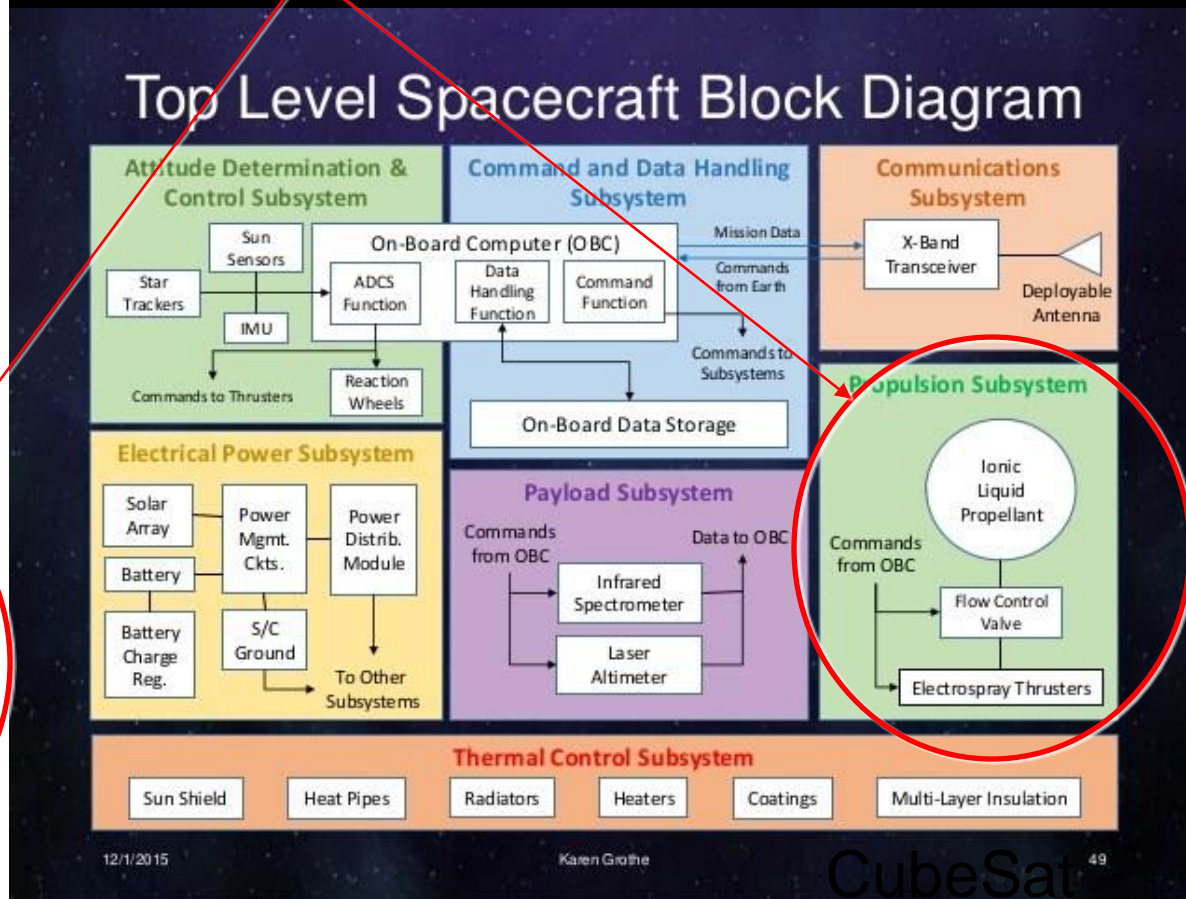 Top Level Spacecraft Block Diagram
Attitude Determination &
Control Subsystem
Sun
Sensors
Star
Trackers
IMU
ADCS
Function
Commands to Thrusters
Reaction
Wheels
Command and Data Handling
Subsystem
On-Board Computer (OBC)
Data
Handling
Function
Command
Function
Mission Data
Commands
from Earth
Commands to
Subsystems
On-Board Data Storage
Communications
Subsystem
X-Band
Transceiver
Deployable
Antenna
Electrical Power Subsystem
Solar
Array
Battery
Battery
Charge
Reg.
Power
Mgmt.
Ckts.
S/C
Ground
Power
Distrib.
Module
To Other
Subsystems
Payload Subsystem
Commands
from OBC
Data to OBC
Infrared
Spectrometer
Laser
Altimeter
Propulsion Subsystem
Ionic
Liquid
Propellant
Commands
from OBC
Flow Control
Valve
Electrospray Thrusters
Thermal Control Subsystem
Sun Shield
Heat Pipes
Radiators
Heaters
Coatings
Multi-Layer Insulation
12/1/2015
Karen Grothe
CubeSat
49